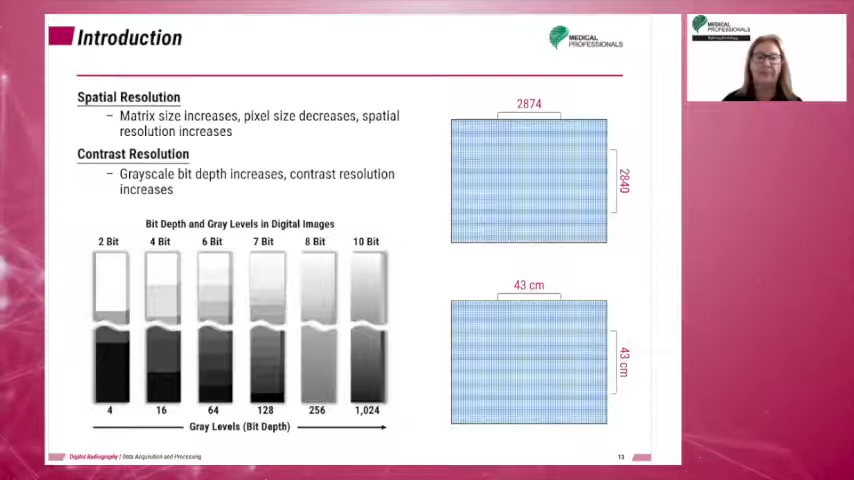 Introduction
MEDICAL
PROFESSIONALS
MEDICAL
PROFESSIONALS
Spatial Resolution
– Matrix size increases, pixel size decreases, spatial
resolution increases
Contrast Resolution
– Grayscale bit depth increases, contrast resolution
increases
Bit Depth and Gray Levels in Digital Images
2 Bit 4 Bit 6 Bit 7 Bit 8 Bit 10 Bit
4 16 64 128 256 1,024
Gray Levels (Bit Depth)
2874
2840
43 cm
43 cm
Digital Radiography | Data Acquisition and Processing
13